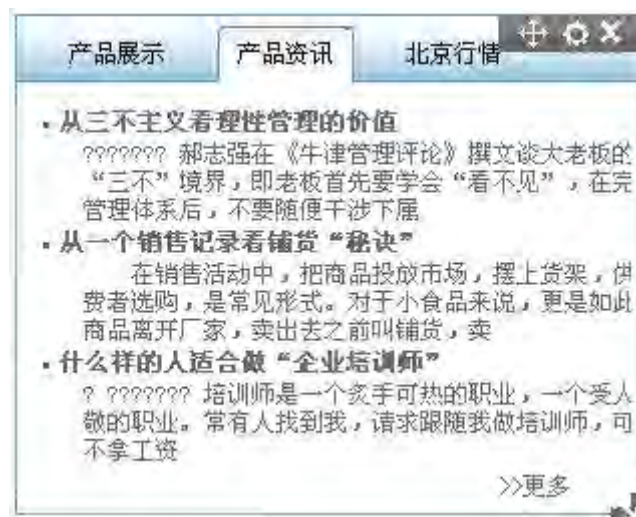 产品展示 产品资讯 北京行情
从三不主义看理性管理的价值
??????? 郝志强在《牛津管理评论》撰文谈大老板的
“三不”境界，即老板首先要学会“看不见”，在完
管理体系后，不要随便干涉下属
从一个销售记录看铺货“秘诀”
在销售活动中，把商品投放市场，摆上货架，供
费者选购，是常见形式。对于小食品来说，更是如此
商品离开厂家，卖出去之前叫铺货，卖
什么样的人适合做“企业培训师”
? ??????? 培训师是一个炙手可热的职业，一个受人
敬的职业。常有人找到我，请求跟随我做培训师，可
不拿工资
>>更多